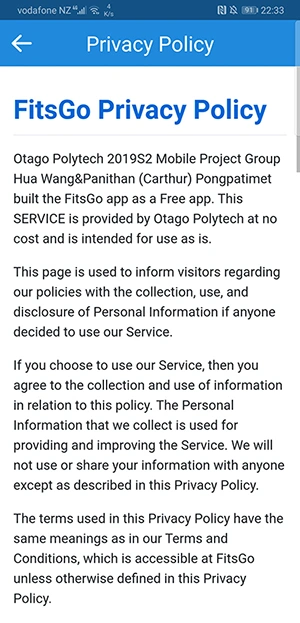 vodafone NZ 4G 4 K/s N 91 22:33
Privacy Policy
FitsGo Privacy Policy
Otago Polytech 2019S2 Mobile Project Group
Hua Wang&Panithan (Carthur) Pongpatimet
built the FitsGo app as a Free app. This
SERVICE is provided by Otago Polytech at no
cost and is intended for use as is.
This page is used to inform visitors regarding
our policies with the collection, use, and
disclosure of Personal Information if anyone
decided to use our Service.
If you choose to use our Service, then you
agree to the collection and use of information
in relation to this policy. The Personal
Information that we collect is used for
providing and improving the Service. We will
not use or share your information with anyone
except as described in this Privacy Policy.
The terms used in this Privacy Policy have the
same meanings as in our Terms and
Conditions, which is accessible at FitsGo
unless otherwise defined in this Privacy
Policy.